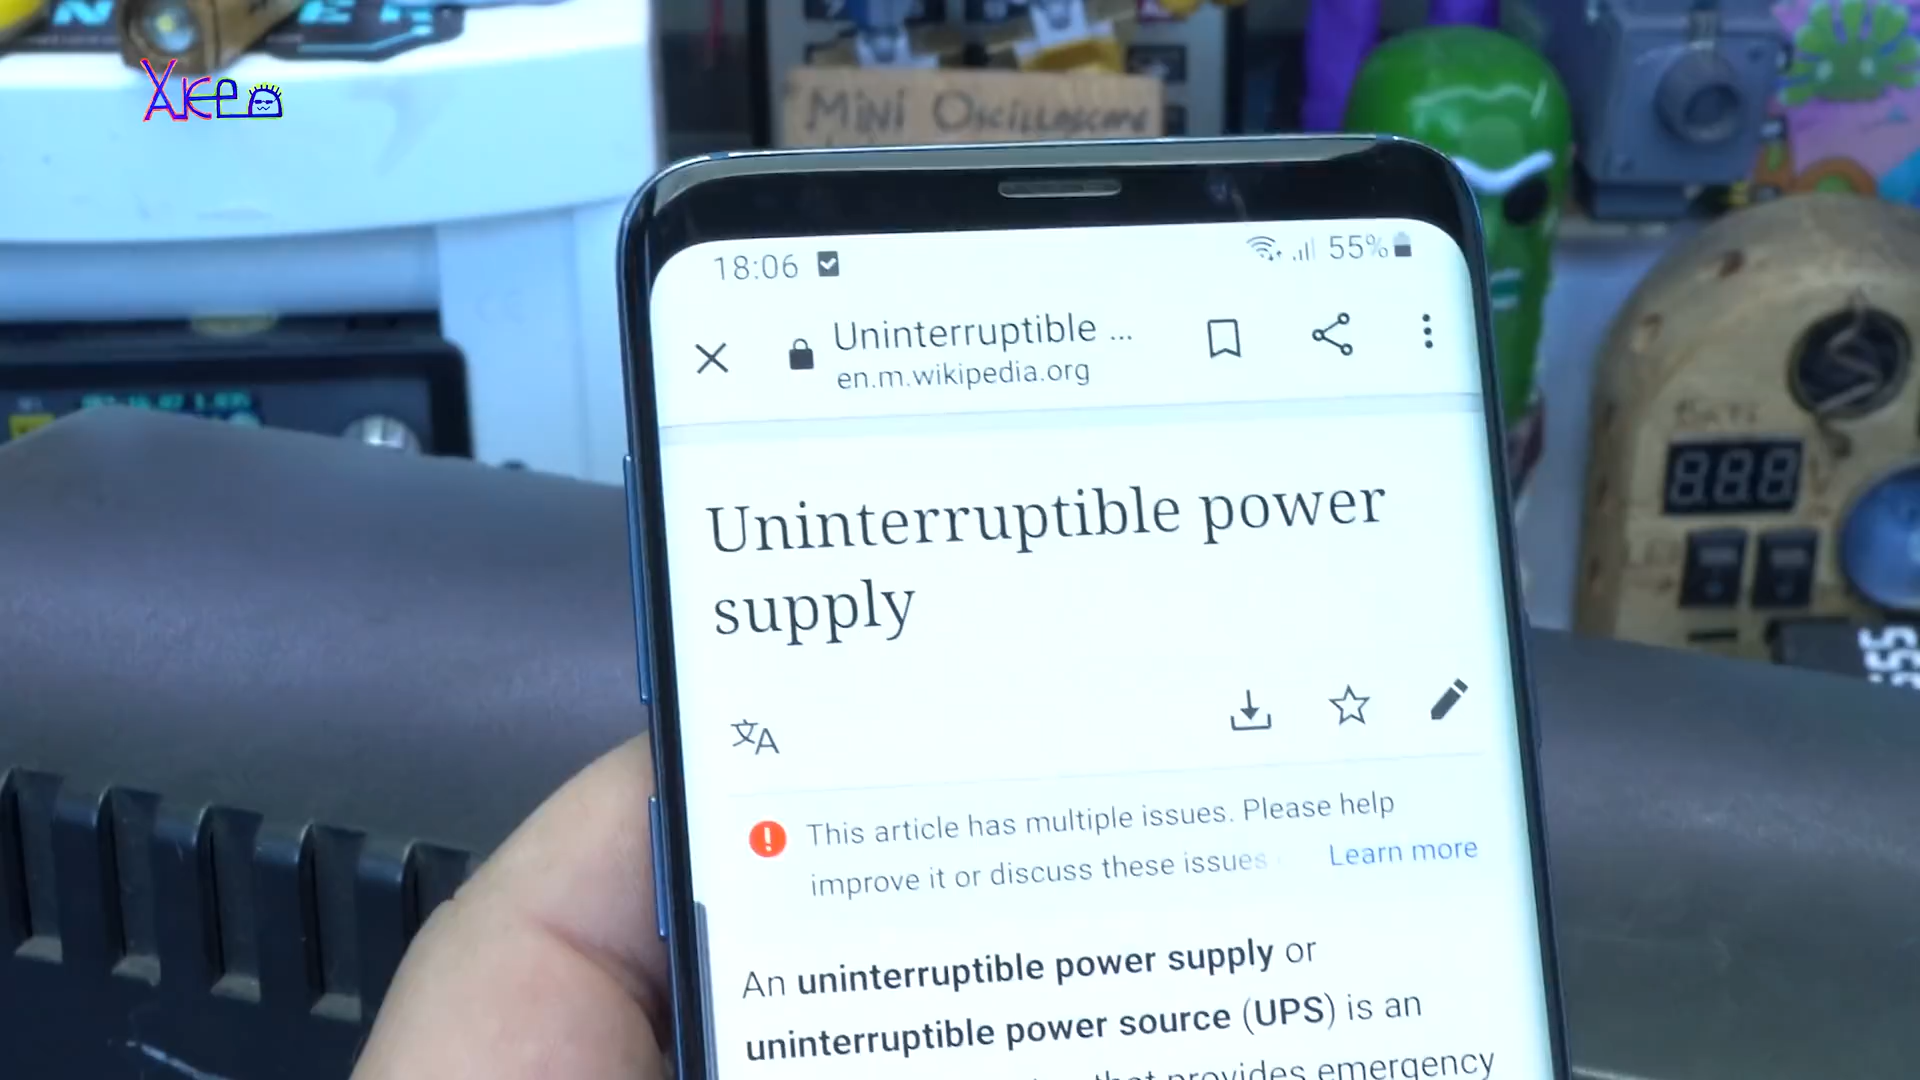 MINI Oscilloscope
18:06
55%
Uninterruptible ...
en.m.wikipedia.org
Uninterruptible power
supply
This article has multiple issues. Please help
improve it or discuss these issues
Learn more
An uninterruptible power supply or
uninterruptible power source (UPS) is an
that provides emergency
888